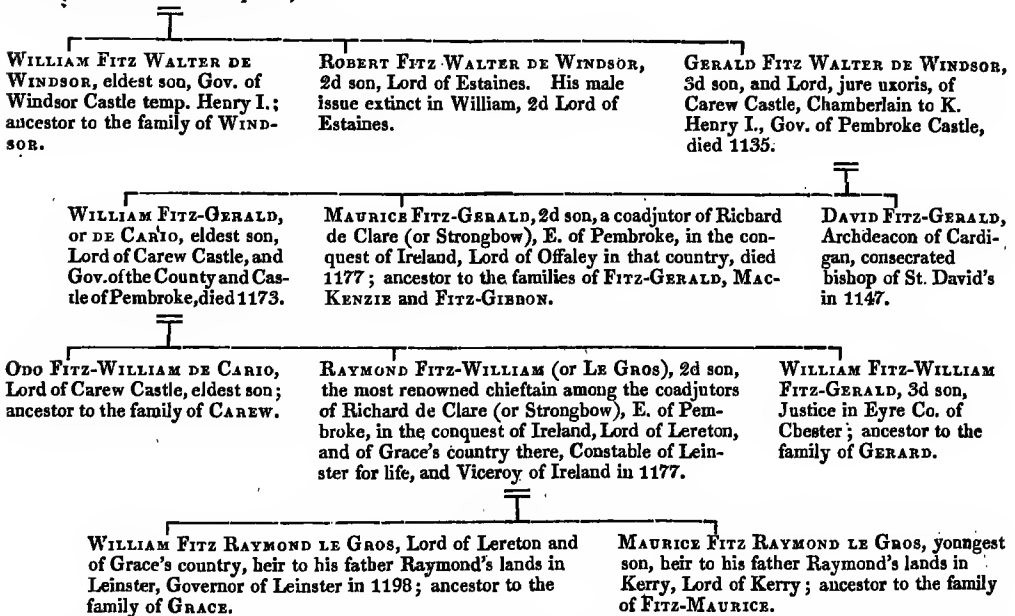 WILLIAM FITZ WALTER DE
WINDSOR, eldest son, Gov. of
Windsor Castle temp. Henry I.;
ancestor to the family of WIND-
SOR.
ROBERT FITZ WALTER DE WINDSOR,
2d son, Lord of Estaines. His male
issue extinct in William, 2d Lord of
Estaines.
GERALD FITZ WALTER DE WINDSOR,
3d son, and Lord, jure uxoris, of
Carew Castle, Chamberlain to K.
Henry I., Gov. of Pembroke Castle,
died 1135.
WILLIAM FITZ-GERALD,
or DE CARIO, eldest son,
Lord of Carew Castle, and
Gov. of the County and Cas-
tle of Pembroke, died 1173.
MAURICE FITZ-GERALD, 2d son, a coadjutor of Richard
de Clare (or Strongbow), E. of Pembroke, in the con-
quest of Ireland, Lord of Offaley in that country, died
1177; ancestor to the families of FITZ-GERALD, MAC-
KENZIE and FITZ-GIBBON.
DAVID FITZ-GERALD,
Archdeacon of Cardi-
gan, consecrated
bishop of St. David's
in 1147.
ODO FITZ-WILLIAM DE CARIO,
Lord of Carew Castle, eldest son;
ancestor to the family of CAREW.
RAYMOND FITZ-WILLIAM (or LE GROS), 2d son,
the most renowned chieftain among the coadjutors
of Richard de Clare (or Strongbow), E. of Pem-
broke, in the conquest of Ireland, Lord of Lereton,
and of Grace's country there, Constable of Lein-
ster for life, and Viceroy of Ireland in 1177.
WILLIAM FITZ-WILLIAM
FITZ-GERALD, 3d son,
Justice in Eyre Co. of
Chester; ancestor to the
family of GERARD.
WILLIAM FITZ RAYMOND LE GROS, Lord of Lereton and
of Grace's country, heir to his father Raymond's lands in
Leinster, Governor of Leinster in 1198; ancestor to the
family of GRACE.
MAURICE FITZ RAYMOND LE GROS, youngest
son, heir to his father Raymond's lands in
Kerry, Lord of Kerry; ancestor to the family
of FITZ-MAURICE.